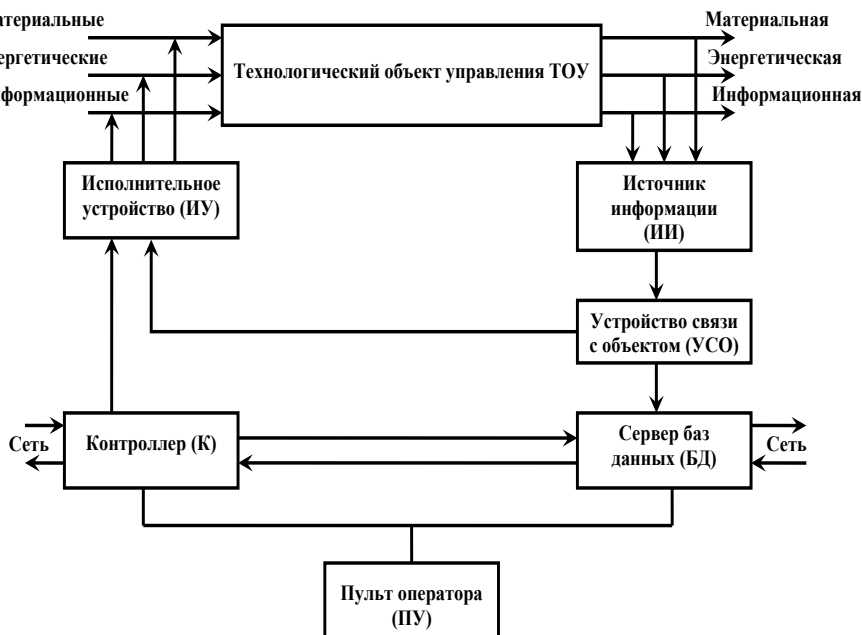 атериальные
Материальная
Технологический объект управления ТОУ
ергетические
Энергетическая
формационные
Информационная
Исполнительное
устройство (ИУ)
Источник
информации
(ИИ)
Устройство связи
с объектом (УСО)
Сеть
Контроллер (К)
Сервер баз
данных (БД)
Сеть
Пульт оператора
(ПУ)